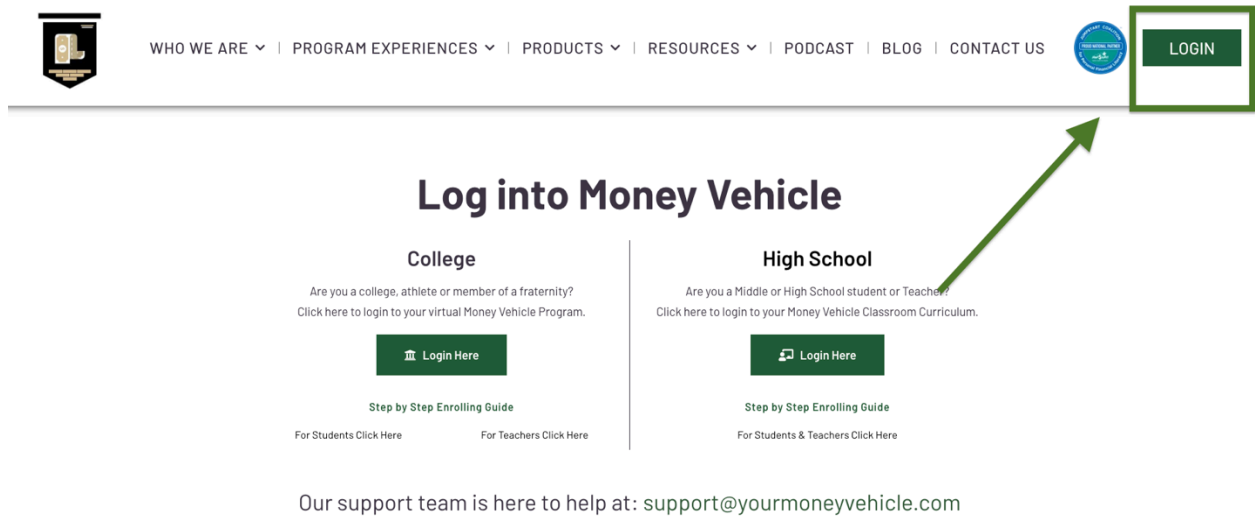 WHO WE ARE | PROGRAM EXPERIENCES | PRODUCTS | RESOURCES | PODCAST | BLOG | CONTACT US
LOGIN
Log into Money Vehicle
College
Are you a college, athlete or member of a fraternity?
Click here to login to your virtual Money Vehicle Program.
Login Here
Step by Step Enrolling Guide
For Students Click Here
For Teachers Click Here
High School
Are you a Middle or High School student or Teacher?
Click here to login to your Money Vehicle Classroom Curriculum.
Login Here
Step by Step Enrolling Guide
For Students & Teachers Click Here
Our support team is here to help at: support@yourmoneyvehicle.com